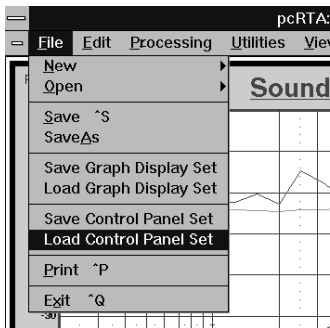 pcRTA:
File Edit Processing Utilities Vie
New
Open
Sound
Save ^S
SaveAs
Save Graph Display Set
Load Graph Display Set
Save Control Panel Set
Load Control Panel Set
Print ^P
Exit ^Q
-90